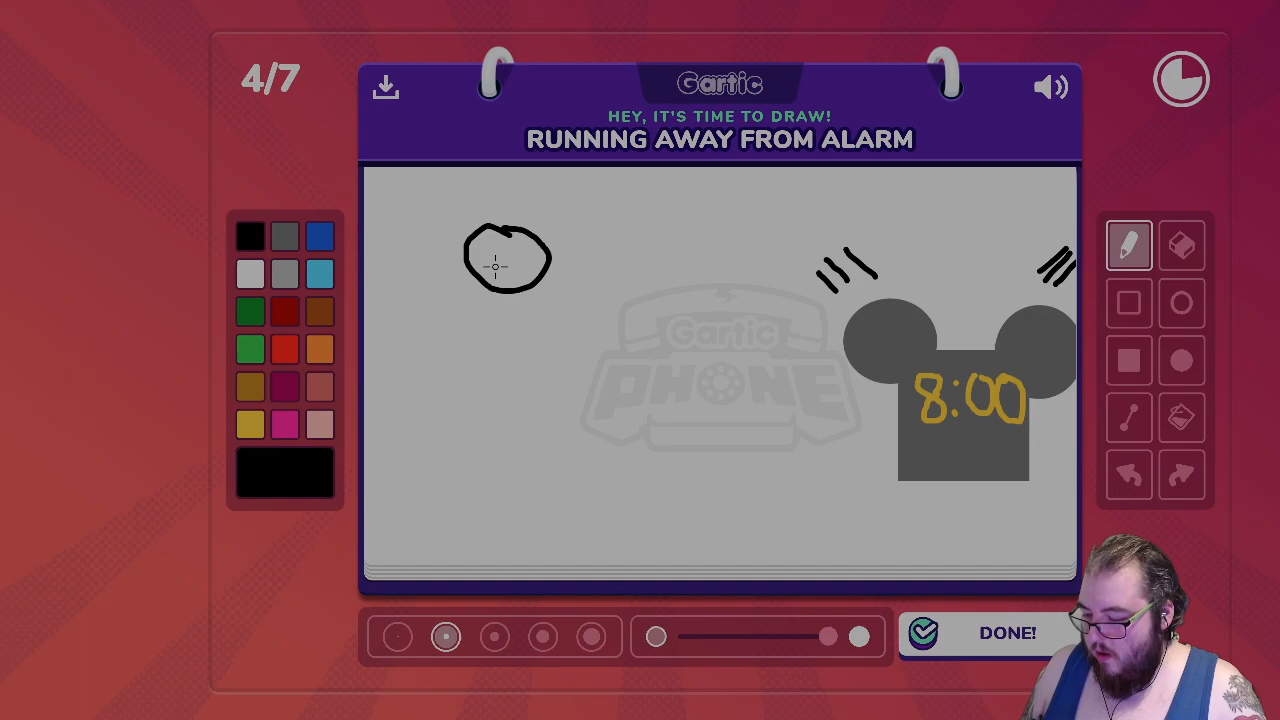 4/7
Gartic
HEY, IT'S TIME TO DRAW!
RUNNING AWAY FROM ALARM
Gartic
PHONE
8:00
DONE!